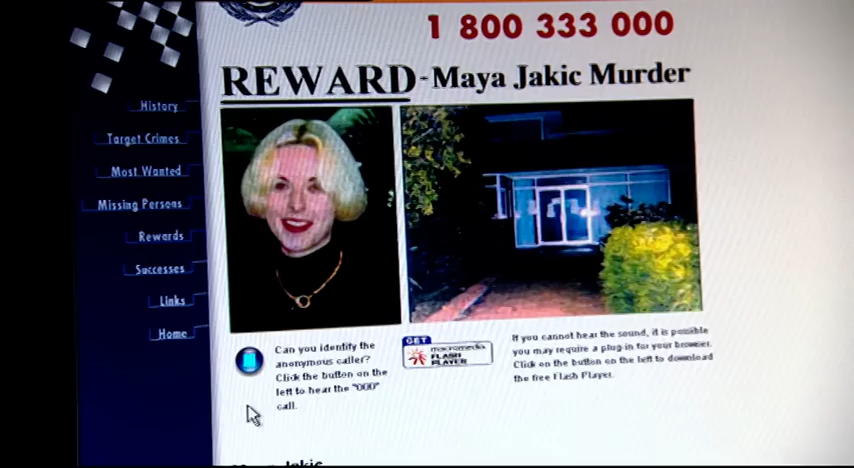 1 800 333 000
REWARD - Maya Jakic Murder
History
Target Crimes
Most Wanted
Missing Persons
Rewards
Successes
Links
Home
Can you identify the
anonymous caller?
Click the button on the
left to hear the "000"
call.
GET
macromedia
FLASH
PLAYER
If you cannot hear the sound, it is possible
you may require a plug-in for your browser.
Click on the button on the left to download
the free Flash Player.